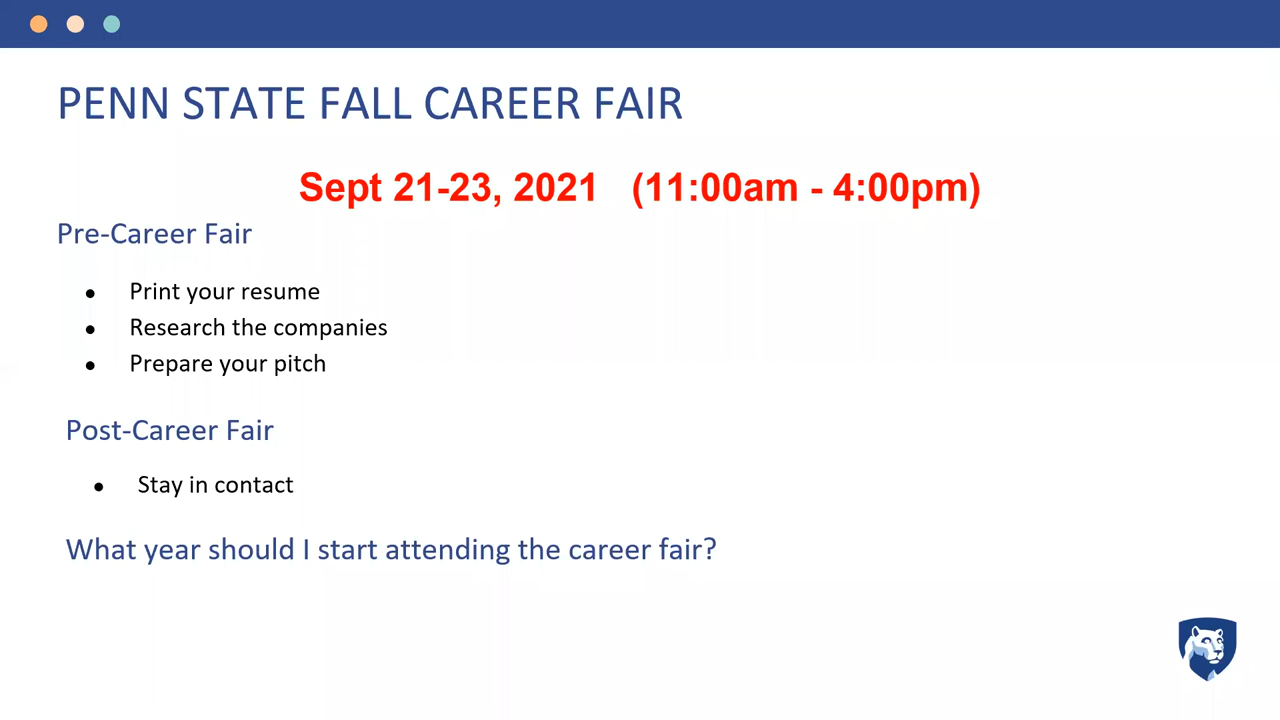 PENN STATE FALL CAREER FAIR
Sept 21-23, 2021 (11:00am - 4:00pm)
Pre-Career Fair
● Print your resume
● Research the companies
● Prepare your pitch
Post-Career Fair
● Stay in contact
What year should I start attending the career fair?